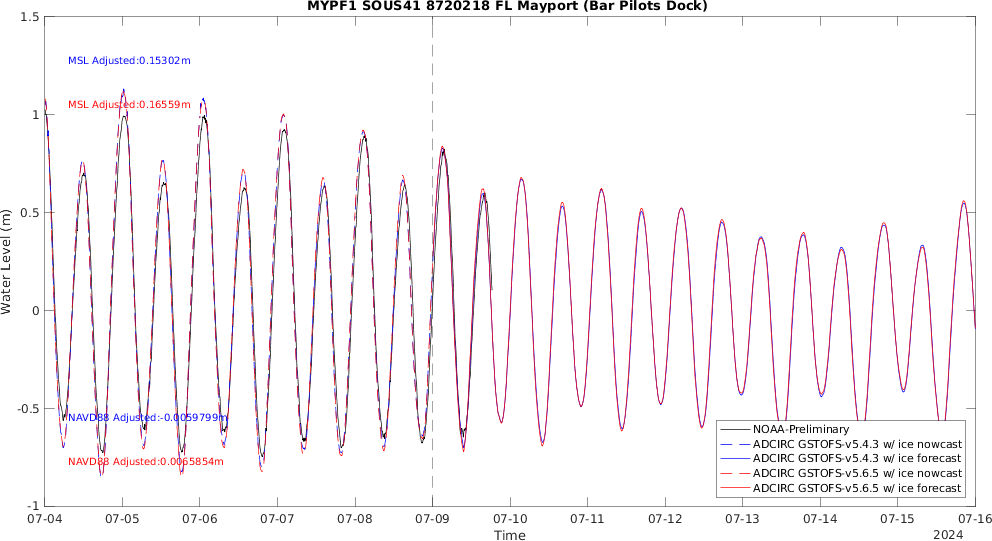 MYPF1 SOUS41 8720218 FL Mayport (Bar Pilots Dock)
1.5
MSL Adjusted:0.15302m
MSL Adjusted:0.16559m
1
0.5
Water Level (m)
0
-0.5
NAVD88 Adjusted:-0.0059799m
NAVD88 Adjusted:0.0065854m
NOAA-Preliminary
ADCIRC GSTOFS-v5.4.3 w/ ice nowcast
ADCIRC GSTOFS-v5.4.3 w/ ice forecast
ADCIRC GSTOFS-v5.6.5 w/ ice nowcast
ADCIRC GSTOFS-v5.6.5 w/ ice forecast
-1
07-04 07-05 07-06 07-07 07-08 07-09 07-10 07-11 07-12 07-13 07-14 07-15 07-16
Time
2024